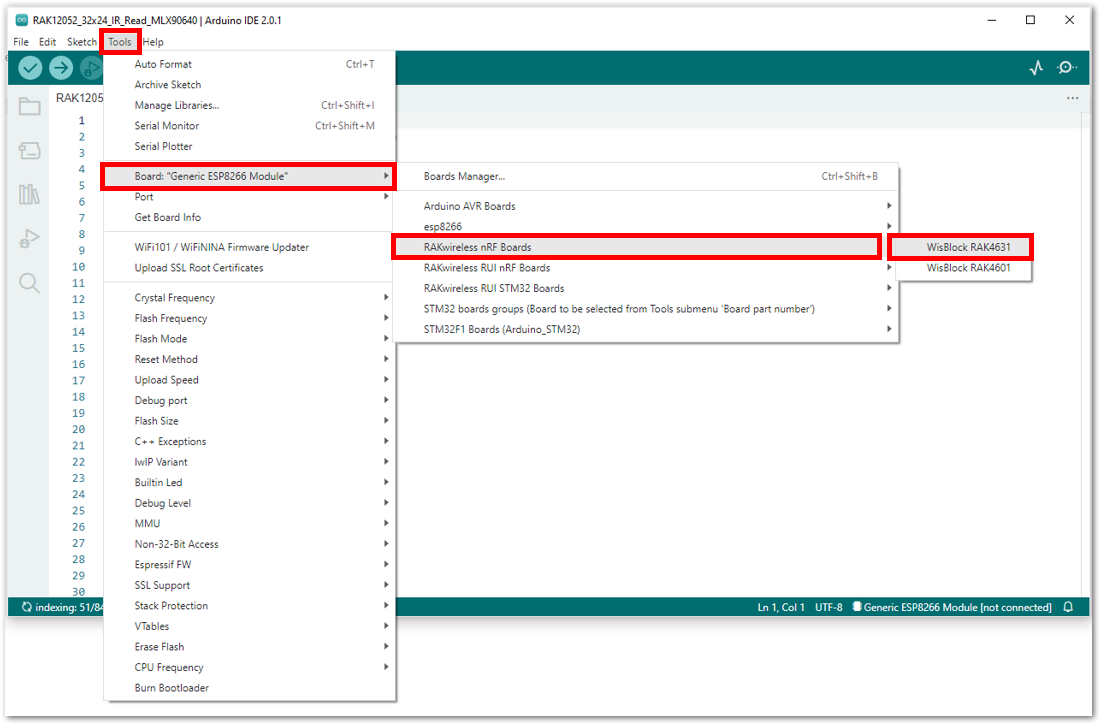 RAK12052_32x24_IR_Read_MLX90640 | Arduino IDE 2.0.1
File Edit Sketch Tools Help
RAK1205
Auto Format Ctrl+T
Archive Sketch
Manage Libraries... Ctrl+Shift+I
Serial Monitor Ctrl+Shift+M
Serial Plotter
Board: "Generic ESP8266 Module"
Port
Get Board Info
WiFi101 / WiFiNINA Firmware Updater
Upload SSL Root Certificates
Crystal Frequency
Flash Frequency
Flash Mode
Reset Method
Upload Speed
Debug port
Flash Size
C++ Exceptions
lwIP Variant
Builtin Led
Debug Level
MMU
Non-32-Bit Access
Espressif FW
SSL Support
Stack Protection
VTables
Erase Flash
CPU Frequency
Burn Bootloader
Boards Manager... Ctrl+Shift+B
Arduino AVR Boards
esp8266
RAKwireless nRF Boards
RAKwireless RUI nRF Boards
RAKwireless RUI STM32 Boards
STM32 boards groups (Board to be selected from Tools submenu 'Board part number')
STM32F1 Boards (Arduino_STM32)
WisBlock RAK4631
WisBlock RAK4601
1
2
3
4
5
6
7
8
9
10
11
12
13
14
15
16
17
18
19
20
21
22
23
24
25
26
27
28
29
30
indexing: 51/84
Ln 1, Col 1 UTF-8 Generic ESP8266 Module [not connected]